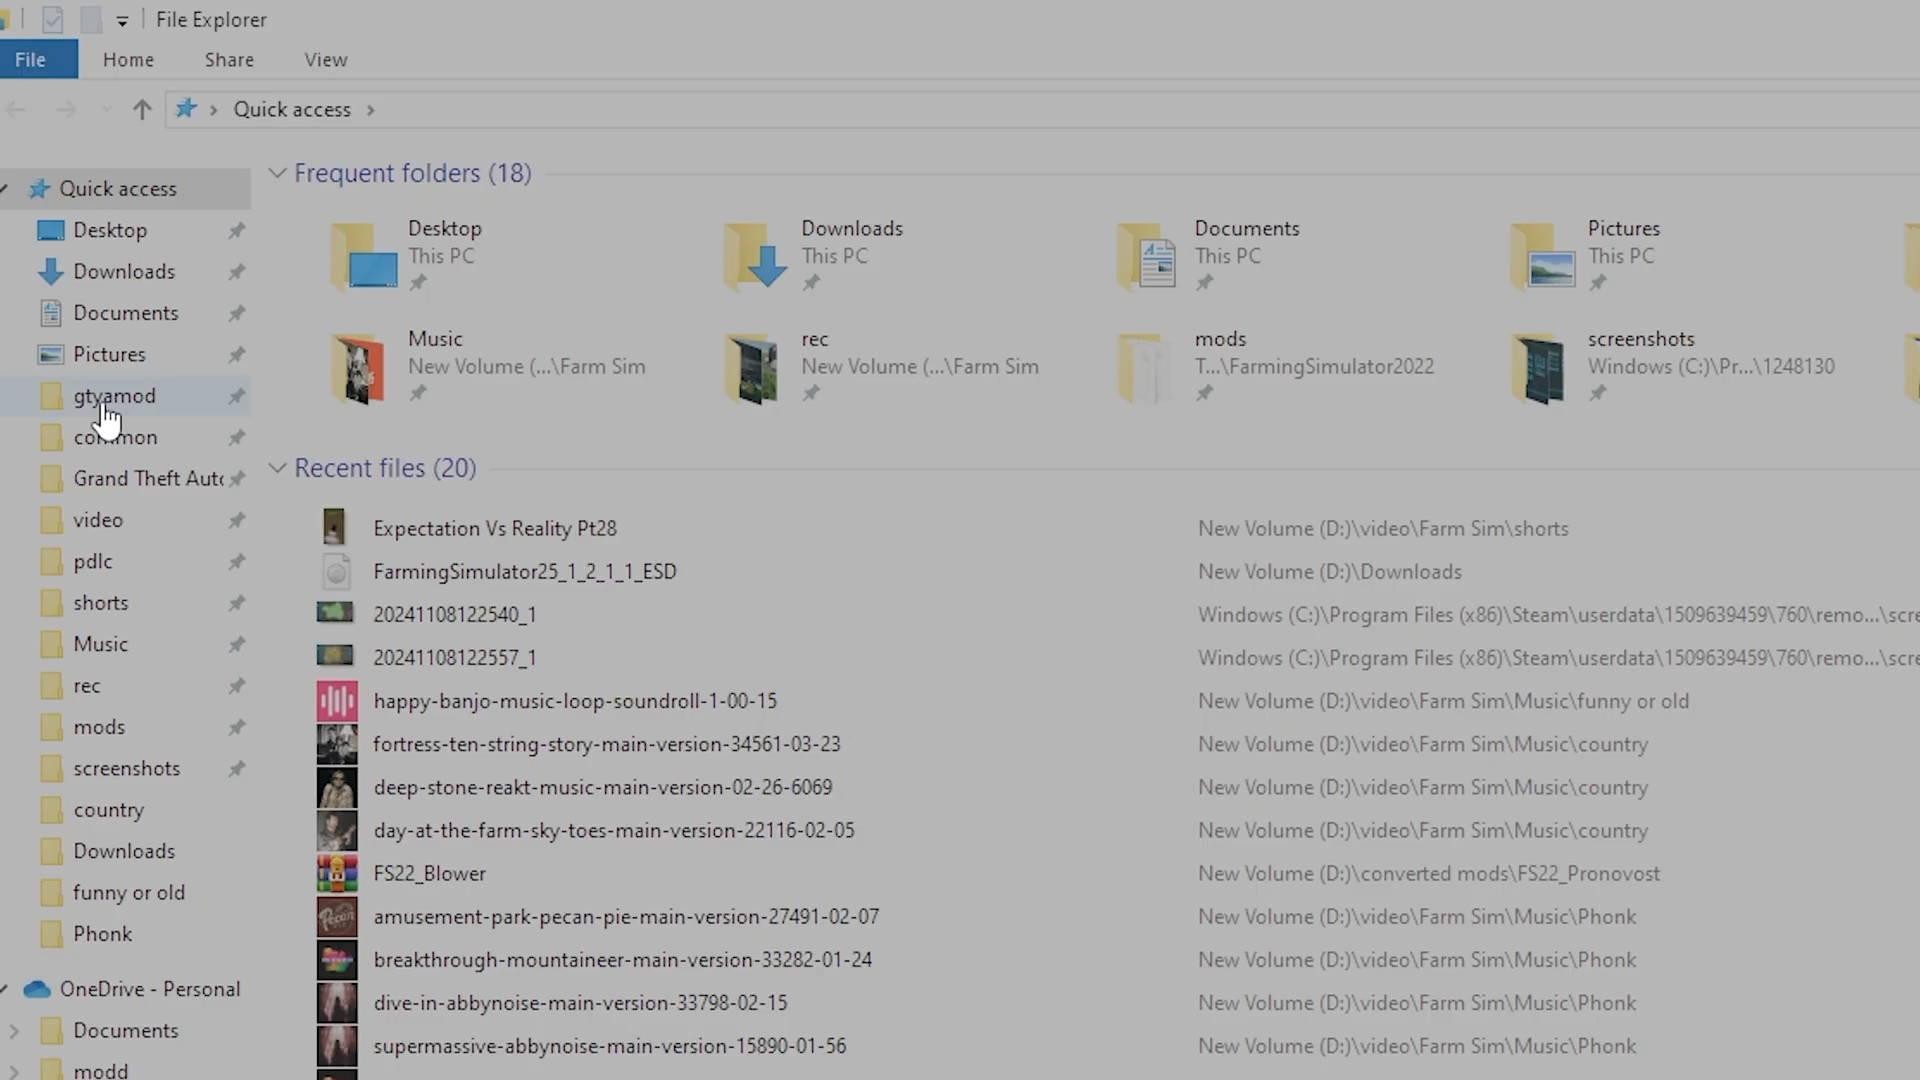 File Explorer
File
Home
Share
View
Quick access
Quick access
Desktop
Downloads
Documents
Pictures
common
Grand Theft Auto
video
pdlc
shorts
Music
rec
mods
screenshots
country
Downloads
funny or old
Phonk
OneDrive - Personal
Documents
modd
Frequent folders (18)
Desktop
This PC
Downloads
This PC
Documents
This PC
Pictures
This PC
Music
New Volume (...\Farm Sim
rec
New Volume (...\Farm Sim
mods
T...\FarmingSimulator2022
screenshots
Windows (C:)\Pr...\1248130
Recent files (20)
Expectation Vs Reality Pt28 New Volume (D:)\video\Farm Sim\shorts
FarmingSimulator25_1_2_1_1_ESD New Volume (D:)\Downloads
20241108122540_1 Windows (C:)\Program Files (x86)\Steam\userdata\1509639459\760\remo...\scre
20241108122557_1 Windows (C:)\Program Files (x86)\Steam\userdata\1509639459\760\remo...\scre
happy-banjo-music-loop-soundroll-1-00-15 New Volume (D:)\video\Farm Sim\Music\funny or old
fortress-ten-string-story-main-version-34561-03-23 New Volume (D:)\video\Farm Sim\Music\country
deep-stone-reakt-music-main-version-02-26-6069 New Volume (D:)\video\Farm Sim\Music\country
day-at-the-farm-sky-toes-main-version-22116-02-05 New Volume (D:)\video\Farm Sim\Music\country
FS22_Blower New Volume (D:)\converted mods\FS22_Pronovost
amusement-park-pecan-pie-main-version-27491-02-07 New Volume (D:)\video\Farm Sim\Music\Phonk
breakthrough-mountaineer-main-version-33282-01-24 New Volume (D:)\video\Farm Sim\Music\Phonk
dive-in-abbynoise-main-version-33798-02-15 New Volume (D:)\video\Farm Sim\Music\Phonk
supermassive-abbynoise-main-version-15890-01-56 New Volume (D:)\video\Farm Sim\Music\Phonk